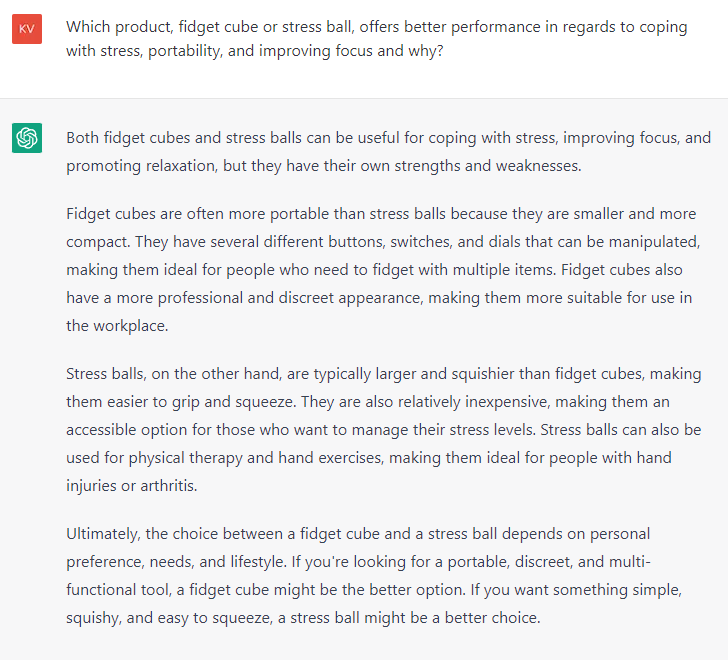 KV
Which product, fidget cube or stress ball, offers better performance in regards to coping
with stress, portability, and improving focus and why?
Both fidget cubes and stress balls can be useful for coping with stress, improving focus, and
promoting relaxation, but they have their own strengths and weaknesses.
Fidget cubes are often more portable than stress balls because they are smaller and more
compact. They have several different buttons, switches, and dials that can be manipulated,
making them ideal for people who need to fidget with multiple items. Fidget cubes also
have a more professional and discreet appearance, making them more suitable for use in
the workplace.
Stress balls, on the other hand, are typically larger and squishier than fidget cubes, making
them easier to grip and squeeze. They are also relatively inexpensive, making them an
accessible option for those who want to manage their stress levels. Stress balls can also be
used for physical therapy and hand exercises, making them ideal for people with hand
injuries or arthritis.
Ultimately, the choice between a fidget cube and a stress ball depends on personal
preference, needs, and lifestyle. If you're looking for a portable, discreet, and multi-
functional tool, a fidget cube might be the better option. If you want something simple,
squishy, and easy to squeeze, a stress ball might be a better choice.